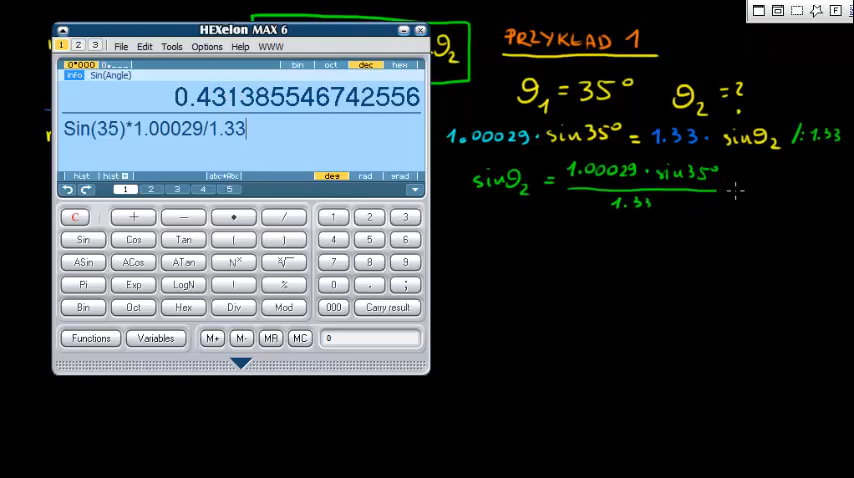 HEXelon MAX 6
1 2 3 File Edit Tools Options Help WWW
0*000 bin oct dec hex
info Sin(Angle)
0.431385546742556
Sin(35)*1.00029/1.33
hist hist abc+Abc deg rad grad
1 2 3 4 5
C + − • / 1 2 3
Sin Cos Tan ( ) 4 5 6
ASin ACos ATan N^x ^x√‾ 7 8 9
Pi Exp LogN ! % 0 . ;
Bin Oct Hex Div Mod 000 Carry result
Functions Variables M+ M- MR MC 0
ϑ₂
PRZYKŁAD 1
ϑ₁ = 35° ϑ₂ = ?
1.00029 · sin35° = 1.33 · sinϑ₂ /: 1.33
sinϑ₂ = 1.00029 · sin35°
1.33
F